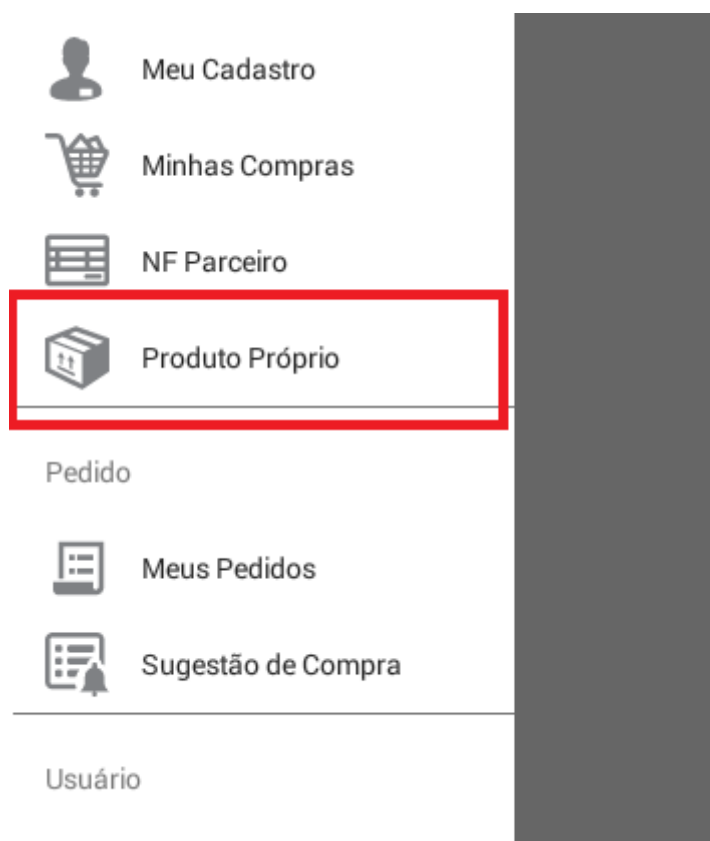 Meu Cadastro
Minhas Compras
NF Parceiro
Produto Próprio
Pedido
Meus Pedidos
Sugestão de Compra
Usuário